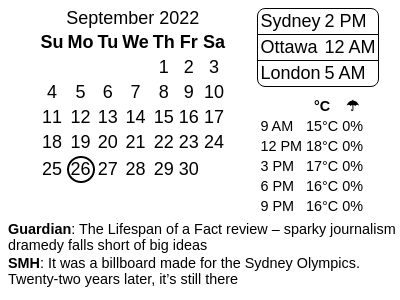 September 2022
Su Mo Tu We Th Fr Sa
1 2 3
4 5 6 7 8 9 10
11 12 13 14 15 16 17
18 19 20 21 22 23 24
25 26 27 28 29 30
Sydney 2 PM
Ottawa 12 AM
London 5 AM
°C ☂
9 AM 15°C 0%
12 PM 18°C 0%
3 PM 17°C 0%
6 PM 16°C 0%
9 PM 16°C 0%
Guardian: The Lifespan of a Fact review – sparky journalism
dramedy falls short of big ideas
SMH: It was a billboard made for the Sydney Olympics.
Twenty-two years later, it’s still there